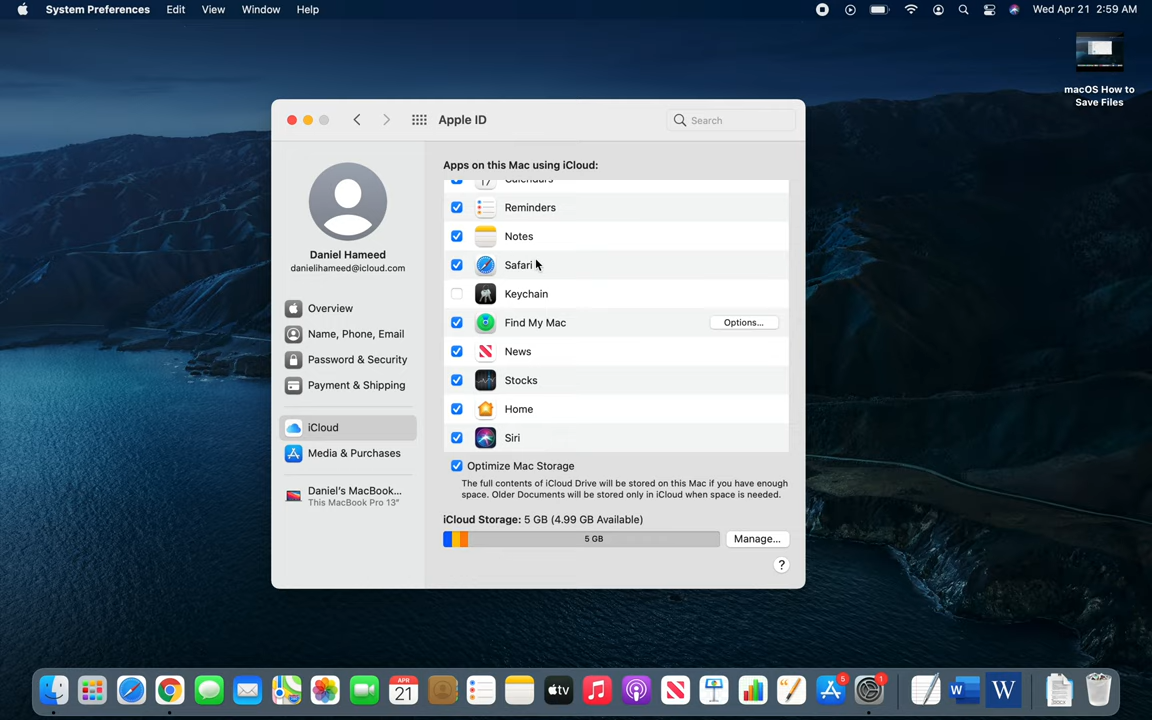 System Preferences Edit View Window Help
Wed Apr 21 2:59 AM
macOS How to
Save Files
Apple ID
Search
Daniel Hameed
danielihameed@icloud.com
Overview
Name, Phone, Email
Password & Security
Payment & Shipping
iCloud
Media & Purchases
Daniel's MacBook...
This MacBook Pro 13"
Apps on this Mac using iCloud:
17 Calendars
Reminders
Notes
Safari
Keychain
Find My Mac Options...
News
Stocks
Home
Siri
Optimize Mac Storage
The full contents of iCloud Drive will be stored on this Mac if you have enough
space. Older Documents will be stored only in iCloud when space is needed.
iCloud Storage: 5 GB (4.99 GB Available)
5 GB Manage...
?
APR
21
tv
5
1
W
W